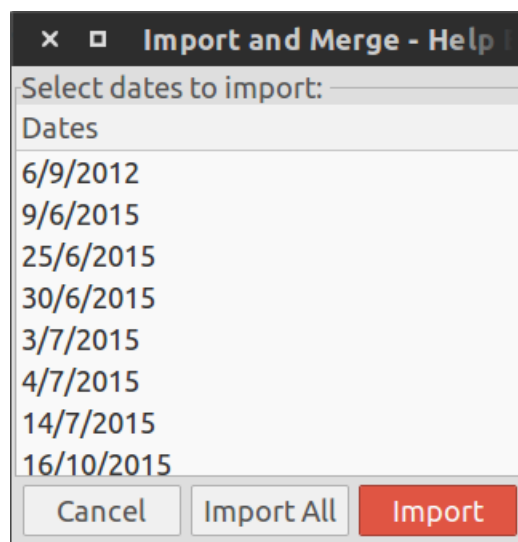 Import and Merge - Help
Select dates to import:
Dates
6/9/2012
9/6/2015
25/6/2015
30/6/2015
3/7/2015
4/7/2015
14/7/2015
16/10/2015
Cancel
Import All
Import